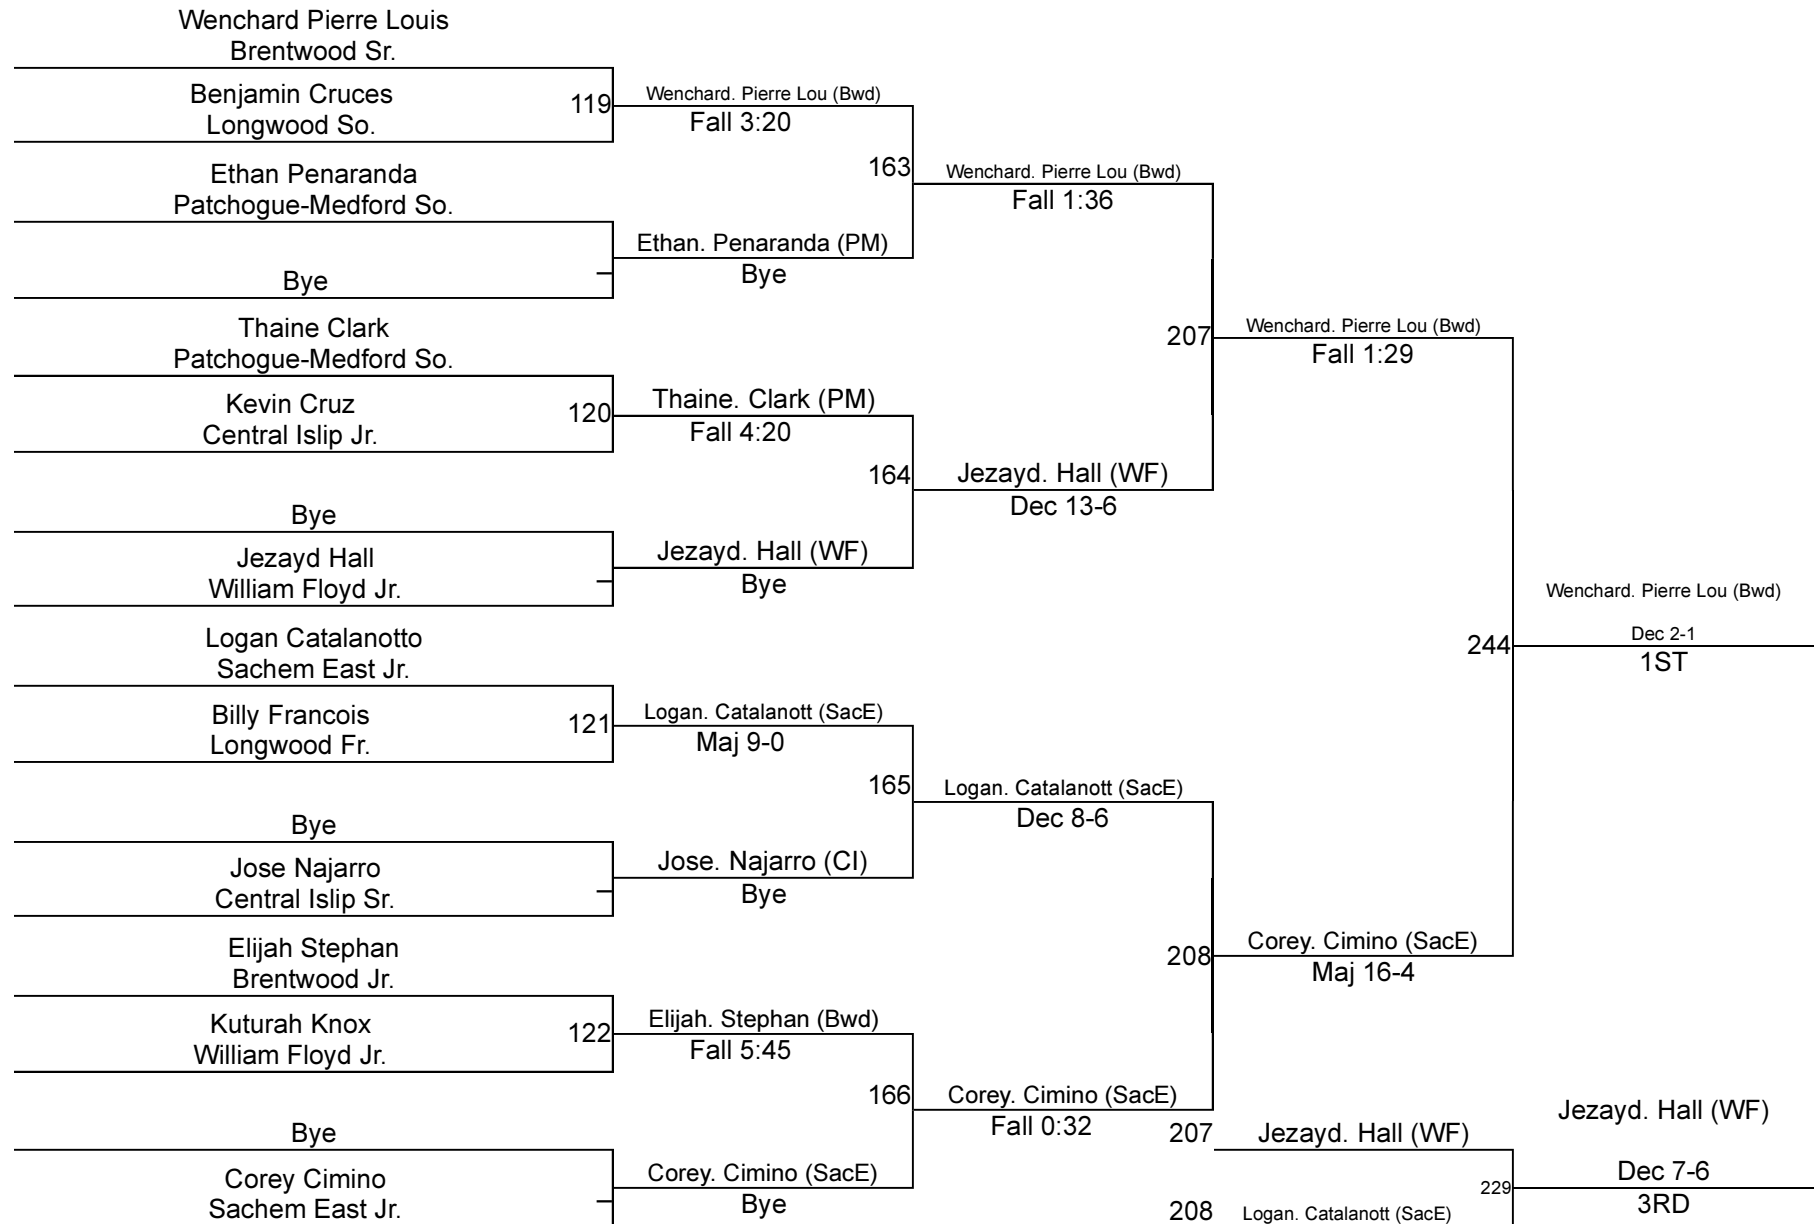 Wenchard Pierre Louis
Brentwood Sr.
Benjamin Cruces
Longwood So.
119
Wenchard. Pierre Lou (Bwd)
Fall 3:20
Ethan Penaranda
Patchogue-Medford So.
163
Wenchard. Pierre Lou (Bwd)
Fall 1:36
Ethan. Penaranda (PM)
Bye
Bye
Thaine Clark
Patchogue-Medford So.
207
Wenchard. Pierre Lou (Bwd)
Fall 1:29
Kevin Cruz
Central Islip Jr.
120
Thaine. Clark (PM)
Fall 4:20
164
Jezayd. Hall (WF)
Dec 13-6
Bye
Jezayd Hall
William Floyd Jr.
Jezayd. Hall (WF)
Bye
Wenchard. Pierre Lou (Bwd)
244
Dec 2-1
1ST
Logan Catalanotto
Sachem East Jr.
Billy Francois
Longwood Fr.
121
Logan. Catalanott (SacE)
Maj 9-0
165
Logan. Catalanott (SacE)
Dec 8-6
Bye
Jose Najarro
Central Islip Sr.
Jose. Najarro (CI)
Bye
Elijah Stephan
Brentwood Jr.
208
Corey. Cimino (SacE)
Maj 16-4
Kuturah Knox
William Floyd Jr.
122
Elijah. Stephan (Bwd)
Fall 5:45
166
Corey. Cimino (SacE)
Fall 0:32
Bye
Corey Cimino
Sachem East Jr.
Corey. Cimino (SacE)
Bye
207
Jezayd. Hall (WF)
Jezayd. Hall (WF)
229
Dec 7-6
3RD
208
Logan. Catalanott (SacE)